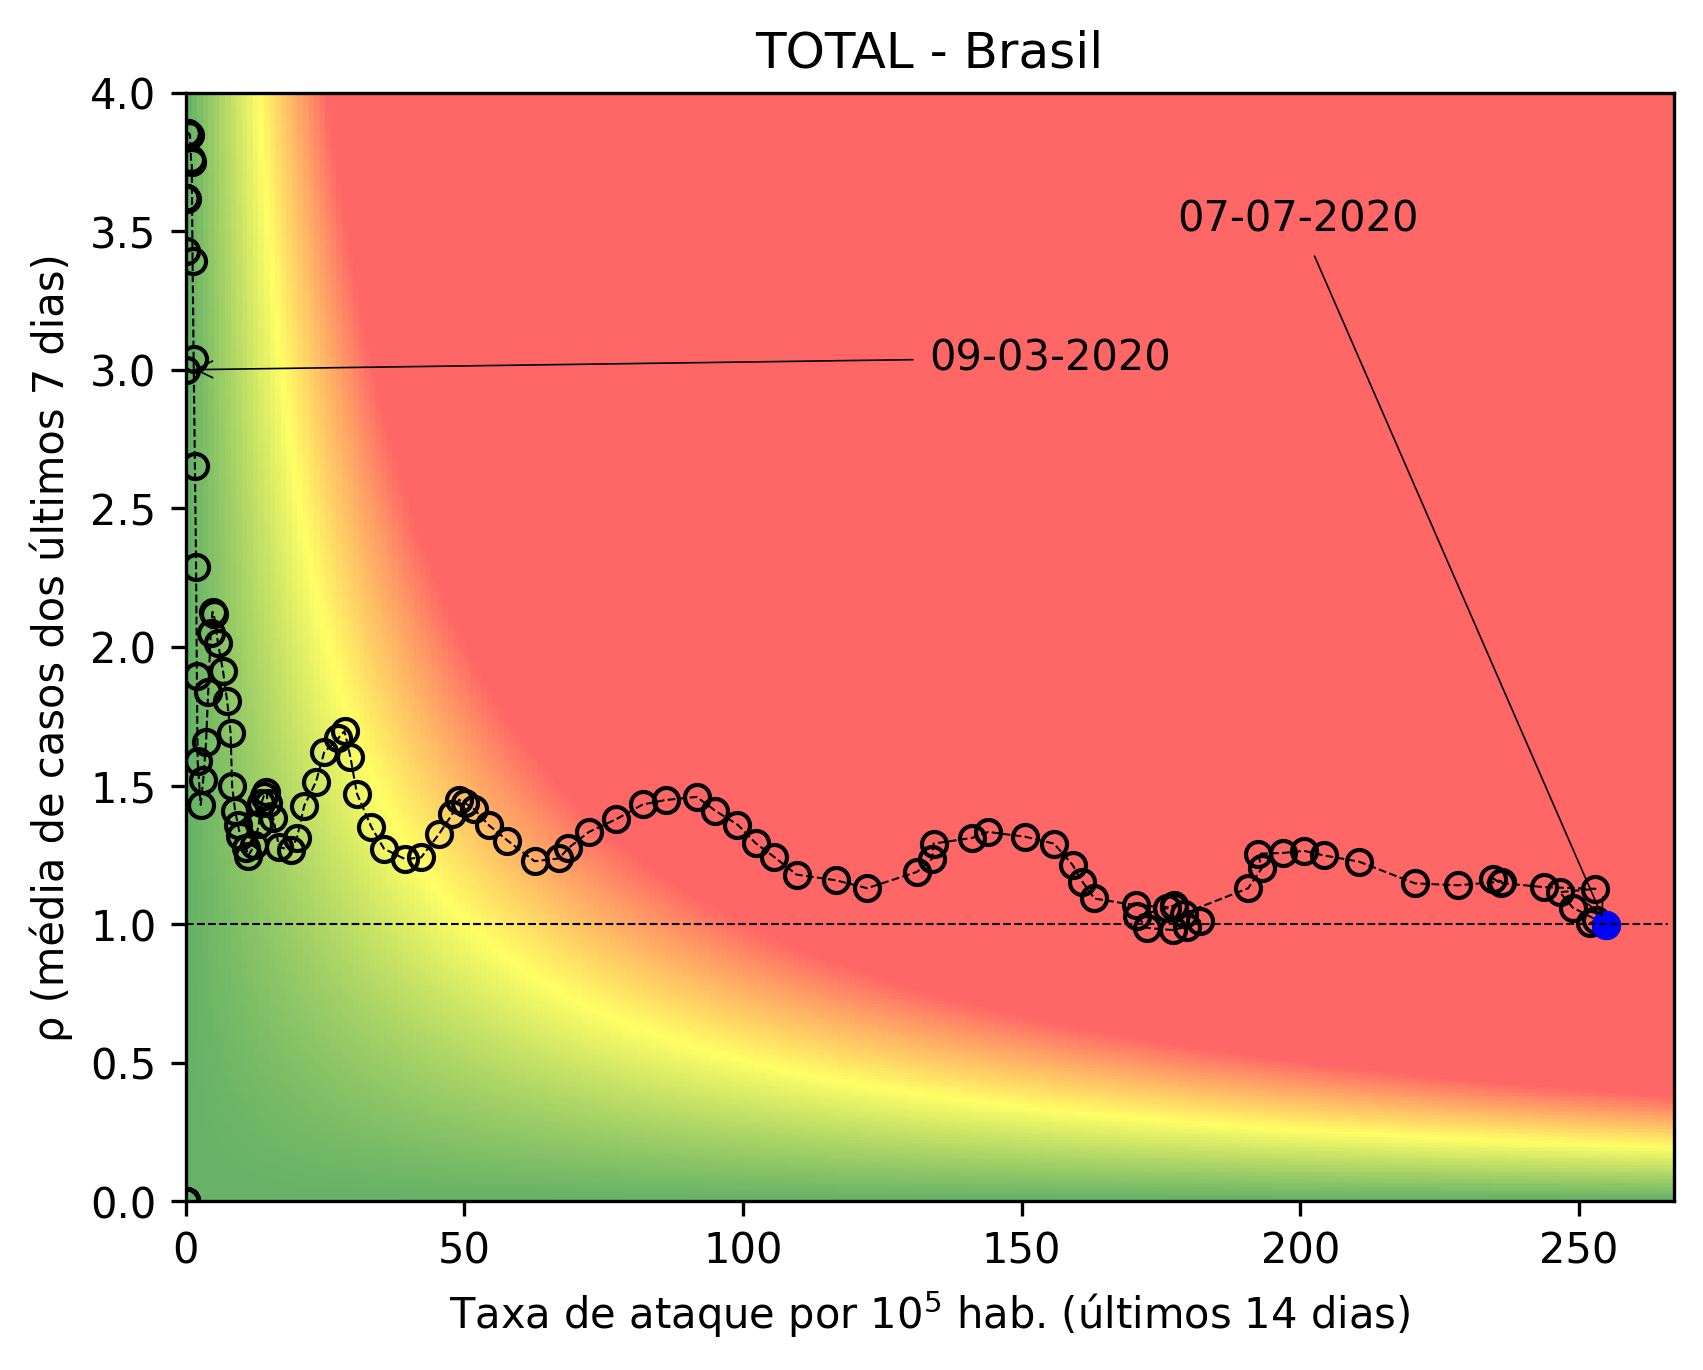 TOTAL - Brasil
4.0
3.5
3.0
2.5
2.0
1.5
1.0
0.5
0.0
ρ (média de casos dos últimos 7 dias)
07-07-2020
09-03-2020
0 50 100 150 200 250
Taxa de ataque por 10⁵ hab. (últimos 14 dias)